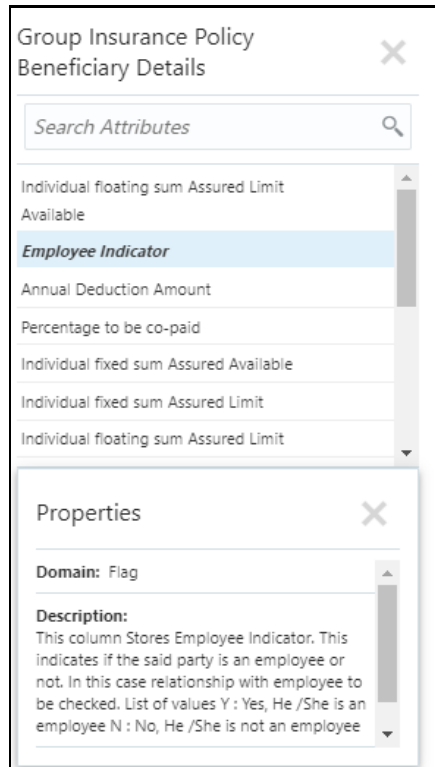 Group Insurance Policy
Beneficiary Details
Search Attributes
Individual floating sum Assured Limit
Available
Employee Indicator
Annual Deduction Amount
Percentage to be co-paid
Individual fixed sum Assured Available
Individual fixed sum Assured Limit
Individual floating sum Assured Limit
Properties
Domain: Flag
Description:
This column Stores Employee Indicator. This
indicates if the said party is an employee or
not. In this case relationship with employee to
be checked. List of values Y : Yes, He /She is an
employee N : No, He /She is not an employee